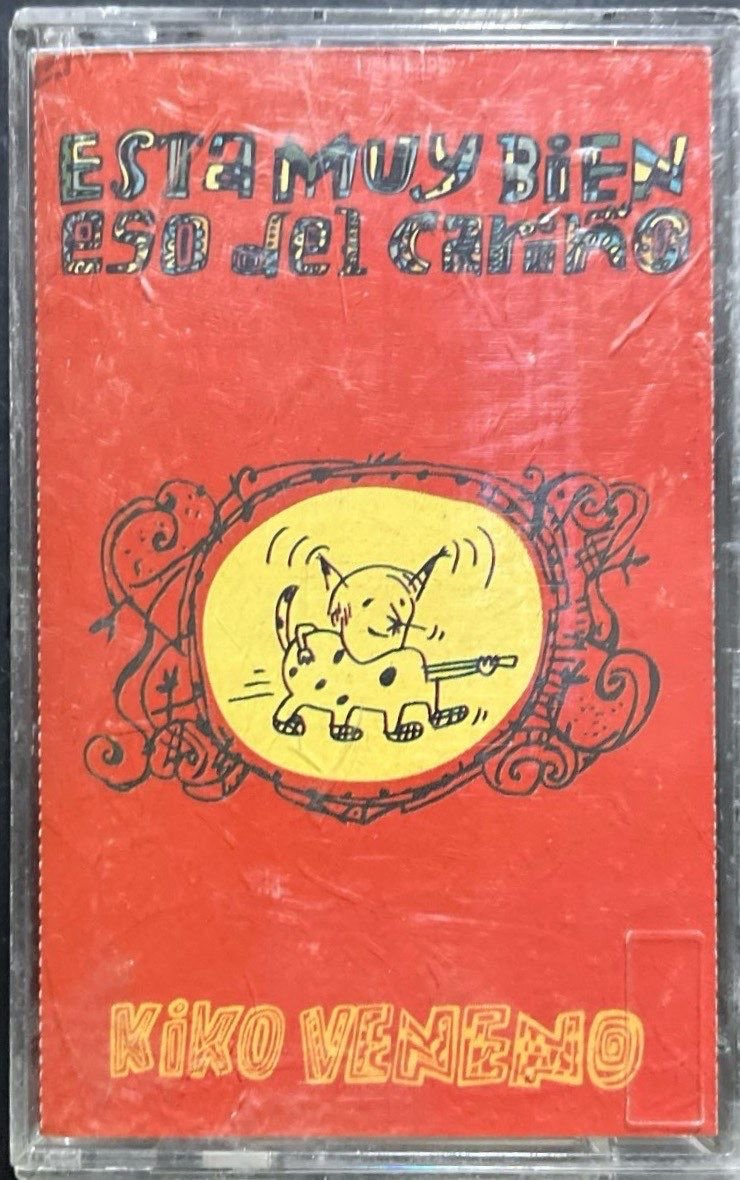 ESTa MUY BiEN
eSO del cariñO
KiKO VENENO